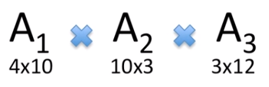 A₁ ✖ A₂ ✖ A₃
4x10 10x3 3x12